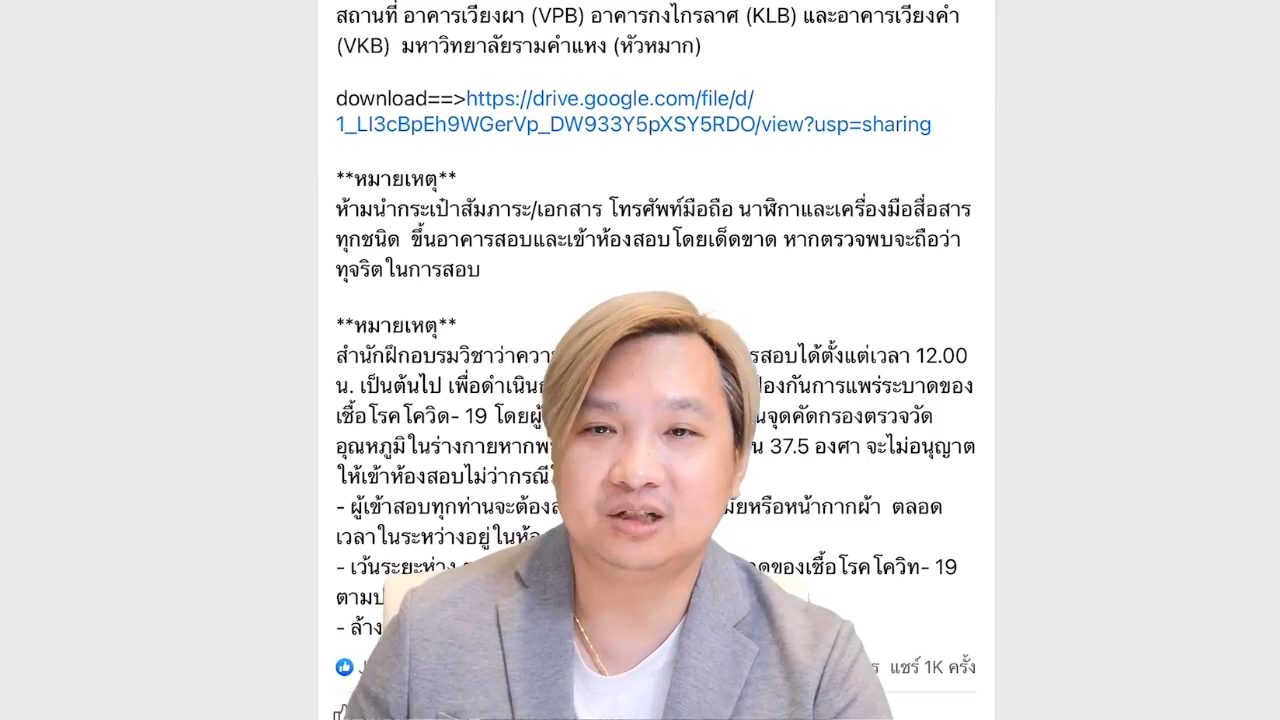 สถานที่ อาคารเวียงผา (VPB) อาคารกงไกรลาศ (KLB) และอาคารเวียงคำ
(VKB) มหาวิทยาลัยรามคำแหง (หัวหมาก)
download==>https://drive.google.com/file/d/
1_LI3cBpEh9WGerVp_DW933Y5pXSY5RDO/view?usp=sharing
**หมายเหตุ**
ห้ามนำกระเป๋าสัมภาระ/เอกสาร โทรศัพท์มือถือ นาฬิกาและเครื่องมือสื่อสาร
ทุกชนิด ขึ้นอาคารสอบและเข้าห้องสอบโดยเด็ดขาด หากตรวจพบจะถือว่า
ทุจริตในการสอบ
**หมายเหตุ**
สำนักฝึกอบรมวิชาว่าความ รสอบได้ตั้งแต่เวลา 12.00
น. เป็นต้นไป เพื่อดำเนิน ป้องกันการแพร่ระบาดของ
เชื้อโรคโควิด- 19 โดยผู้ นจุดคัดกรองตรวจวัด
อุณหภูมิในร่างกายหากพ น 37.5 องศา จะไม่อนุญาต
ให้เข้าห้องสอบไม่ว่ากรณี
- ผู้เข้าสอบทุกท่านจะต้อง มัยหรือหน้ากากผ้า ตลอด
เวลาในระหว่างอยู่ในห้อ
- เว้นระยะห่าง ดของเชื้อโรคโควิท- 19
ตาม
- ล้าง
ร แชร์ 1K ครั้ง